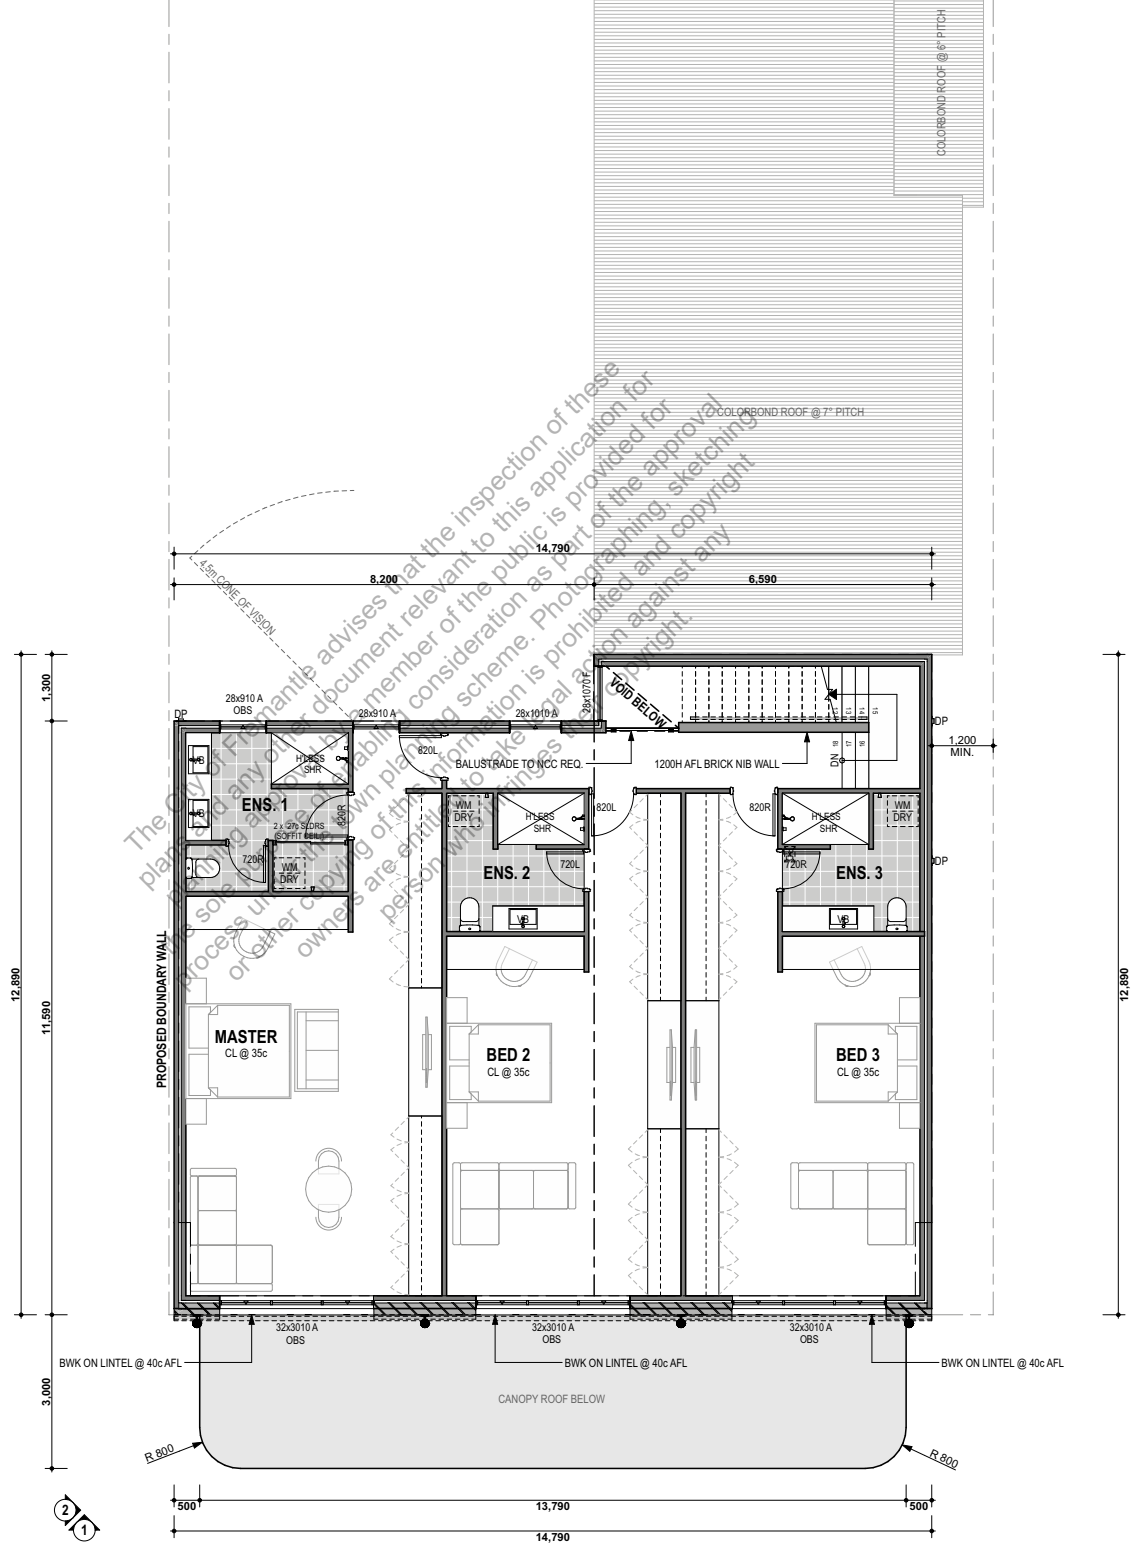 COLORBOND ROOF @ 6° PITCH
COLORBOND ROOF @ 7° PITCH
The City of Fremantle advises that the inspection of these
plans and any other document relevant to this application for
planning approval by a member of the public is provided for
the sole purpose of enabling consideration as part of the approval
process under the town planning scheme. Photographing, sketching
or other copying of this information is prohibited and copyright
owners are entitled to take legal action against any
person who infringes their copyright.
14,790
8,200
6,590
4.5m CONE OF VISION
12,890
1,300
11,590
3,000
12,890
1,200
MIN.
DP
28x910 A
OBS
28x910 A
28x1010 A
28x1070 F
VOID BELOW
DP
15
12
13
14
18
17
16
DN
BALUSTRADE TO NCC REQ.
1200H AFL BRICK NIB WALL
820L
VB
VB
H'LESS
SHR
ENS. 1
820R
2 x -27c SLDRS
(SOFFIT CEIL)
720R
WM
DRY
WM
DRY
H'LESS
SHR
820L
720L
ENS. 2
VB
820R
H'LESS
SHR
WM
DRY
720R
ENS. 3
VB
DP
PROPOSED BOUNDARY WALL
MASTER
CL @ 35c
BED 2
CL @ 35c
BED 3
CL @ 35c
32x3010 A
OBS
32x3010 A
OBS
32x3010 A
OBS
BWK ON LINTEL @ 40c AFL
BWK ON LINTEL @ 40c AFL
BWK ON LINTEL @ 40c AFL
CANOPY ROOF BELOW
R 800
R 800
500
13,790
500
14,790
2
1